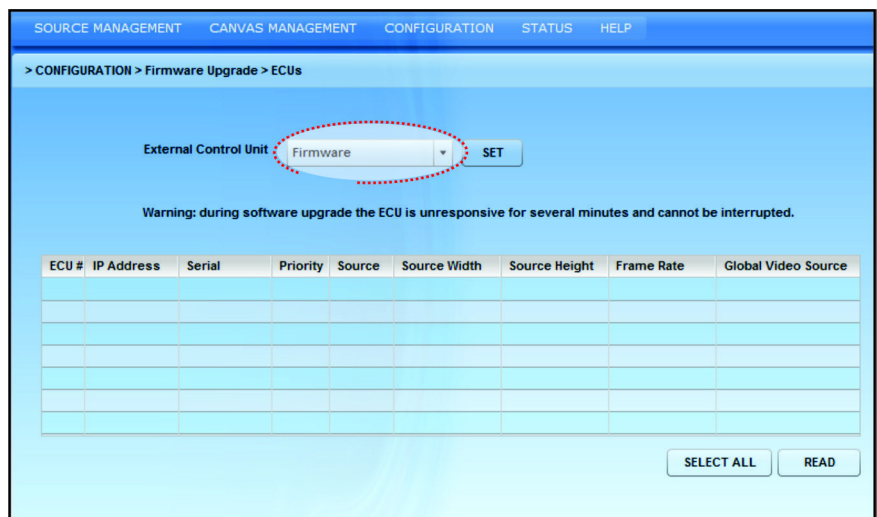 SOURCE MANAGEMENT CANVAS MANAGEMENT CONFIGURATION STATUS HELP
> CONFIGURATION > Firmware Upgrade > ECUs
External Control Unit Firmware SET
Warning: during software upgrade the ECU is unresponsive for several minutes and cannot be interrupted.
ECU # IP Address Serial Priority Source Source Width Source Height Frame Rate Global Video Source
SELECT ALL READ